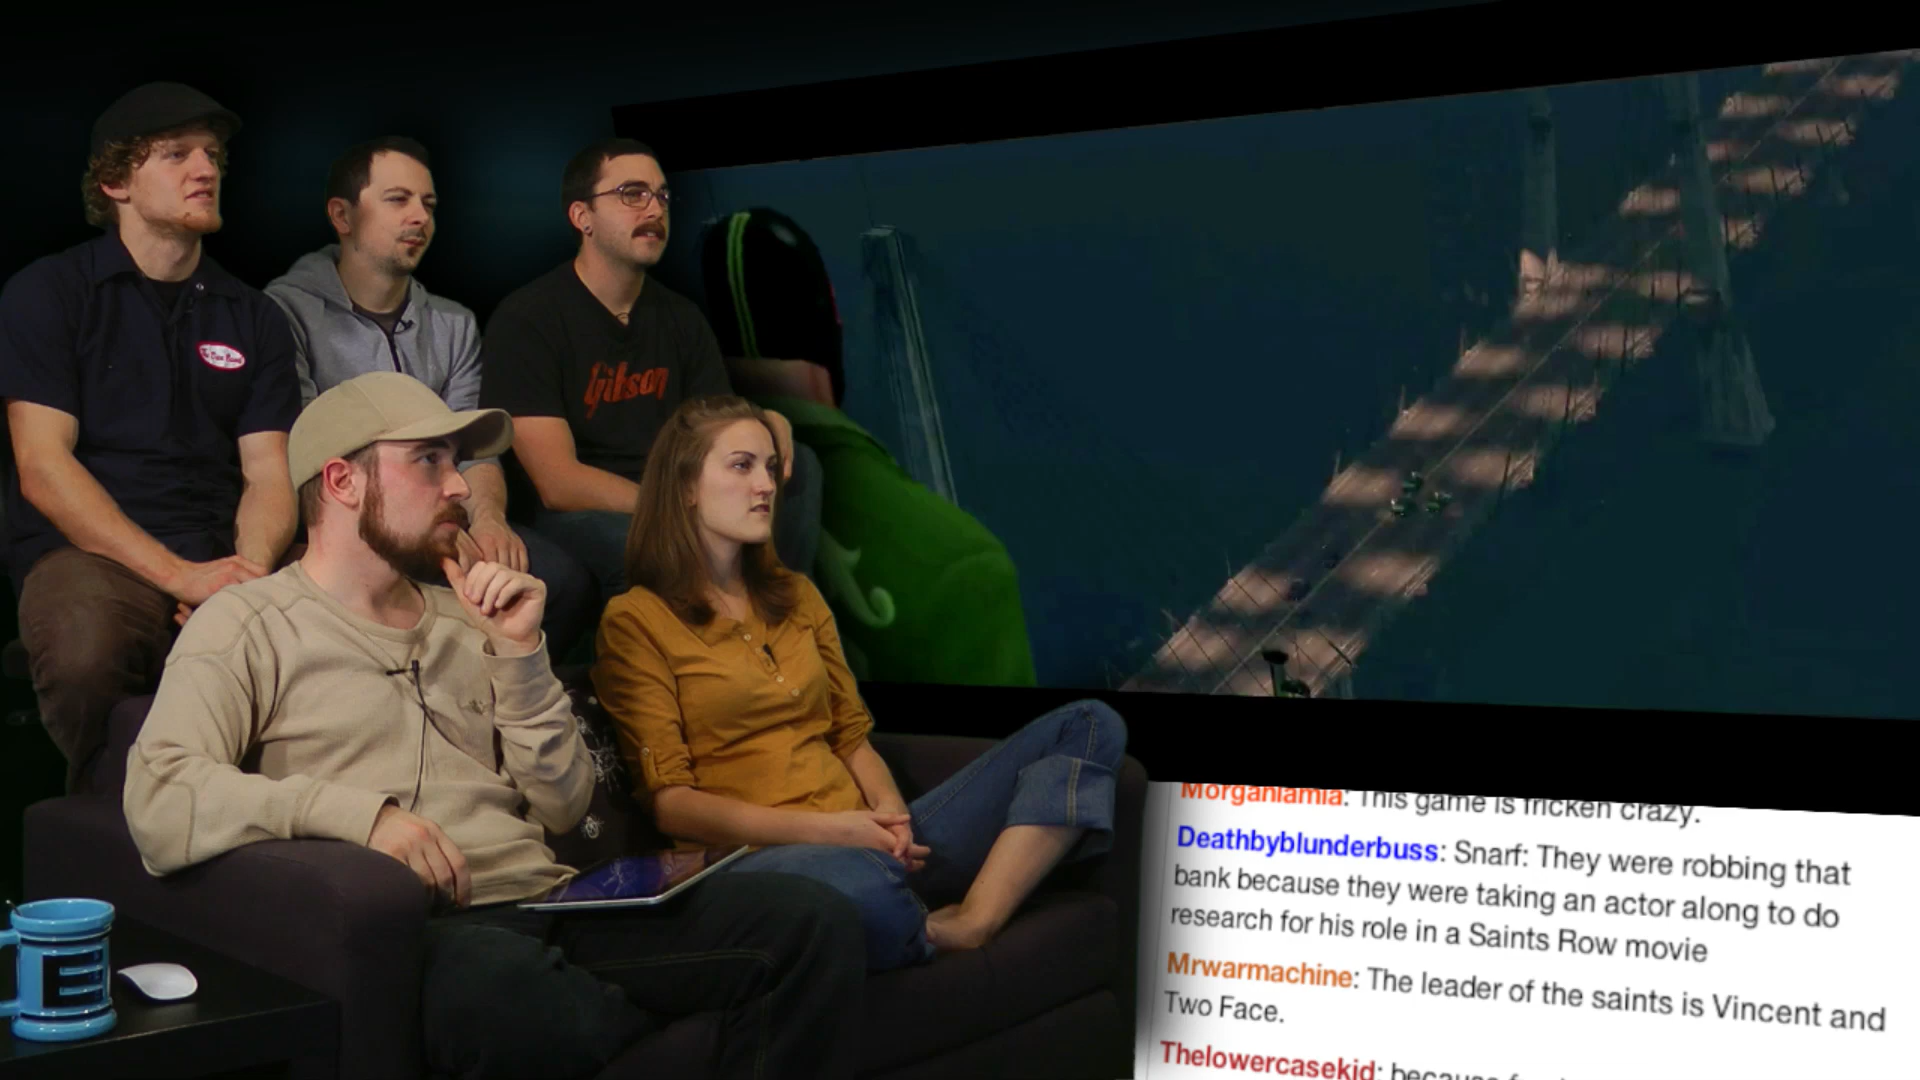 Gibson
E
Morganlamia: This game is fricken crazy.
Deathbyblunderbuss: Snarf: They were robbing that
bank because they were taking an actor along to do
research for his role in a Saints Row movie
Mrwarmachine: The leader of the saints is Vincent and
Two Face.
Thelowercasekid: because